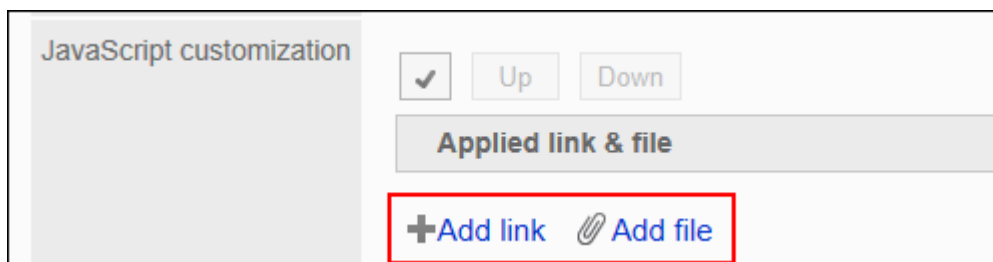 JavaScript customization
Up Down
Applied link & file
Add link Add file